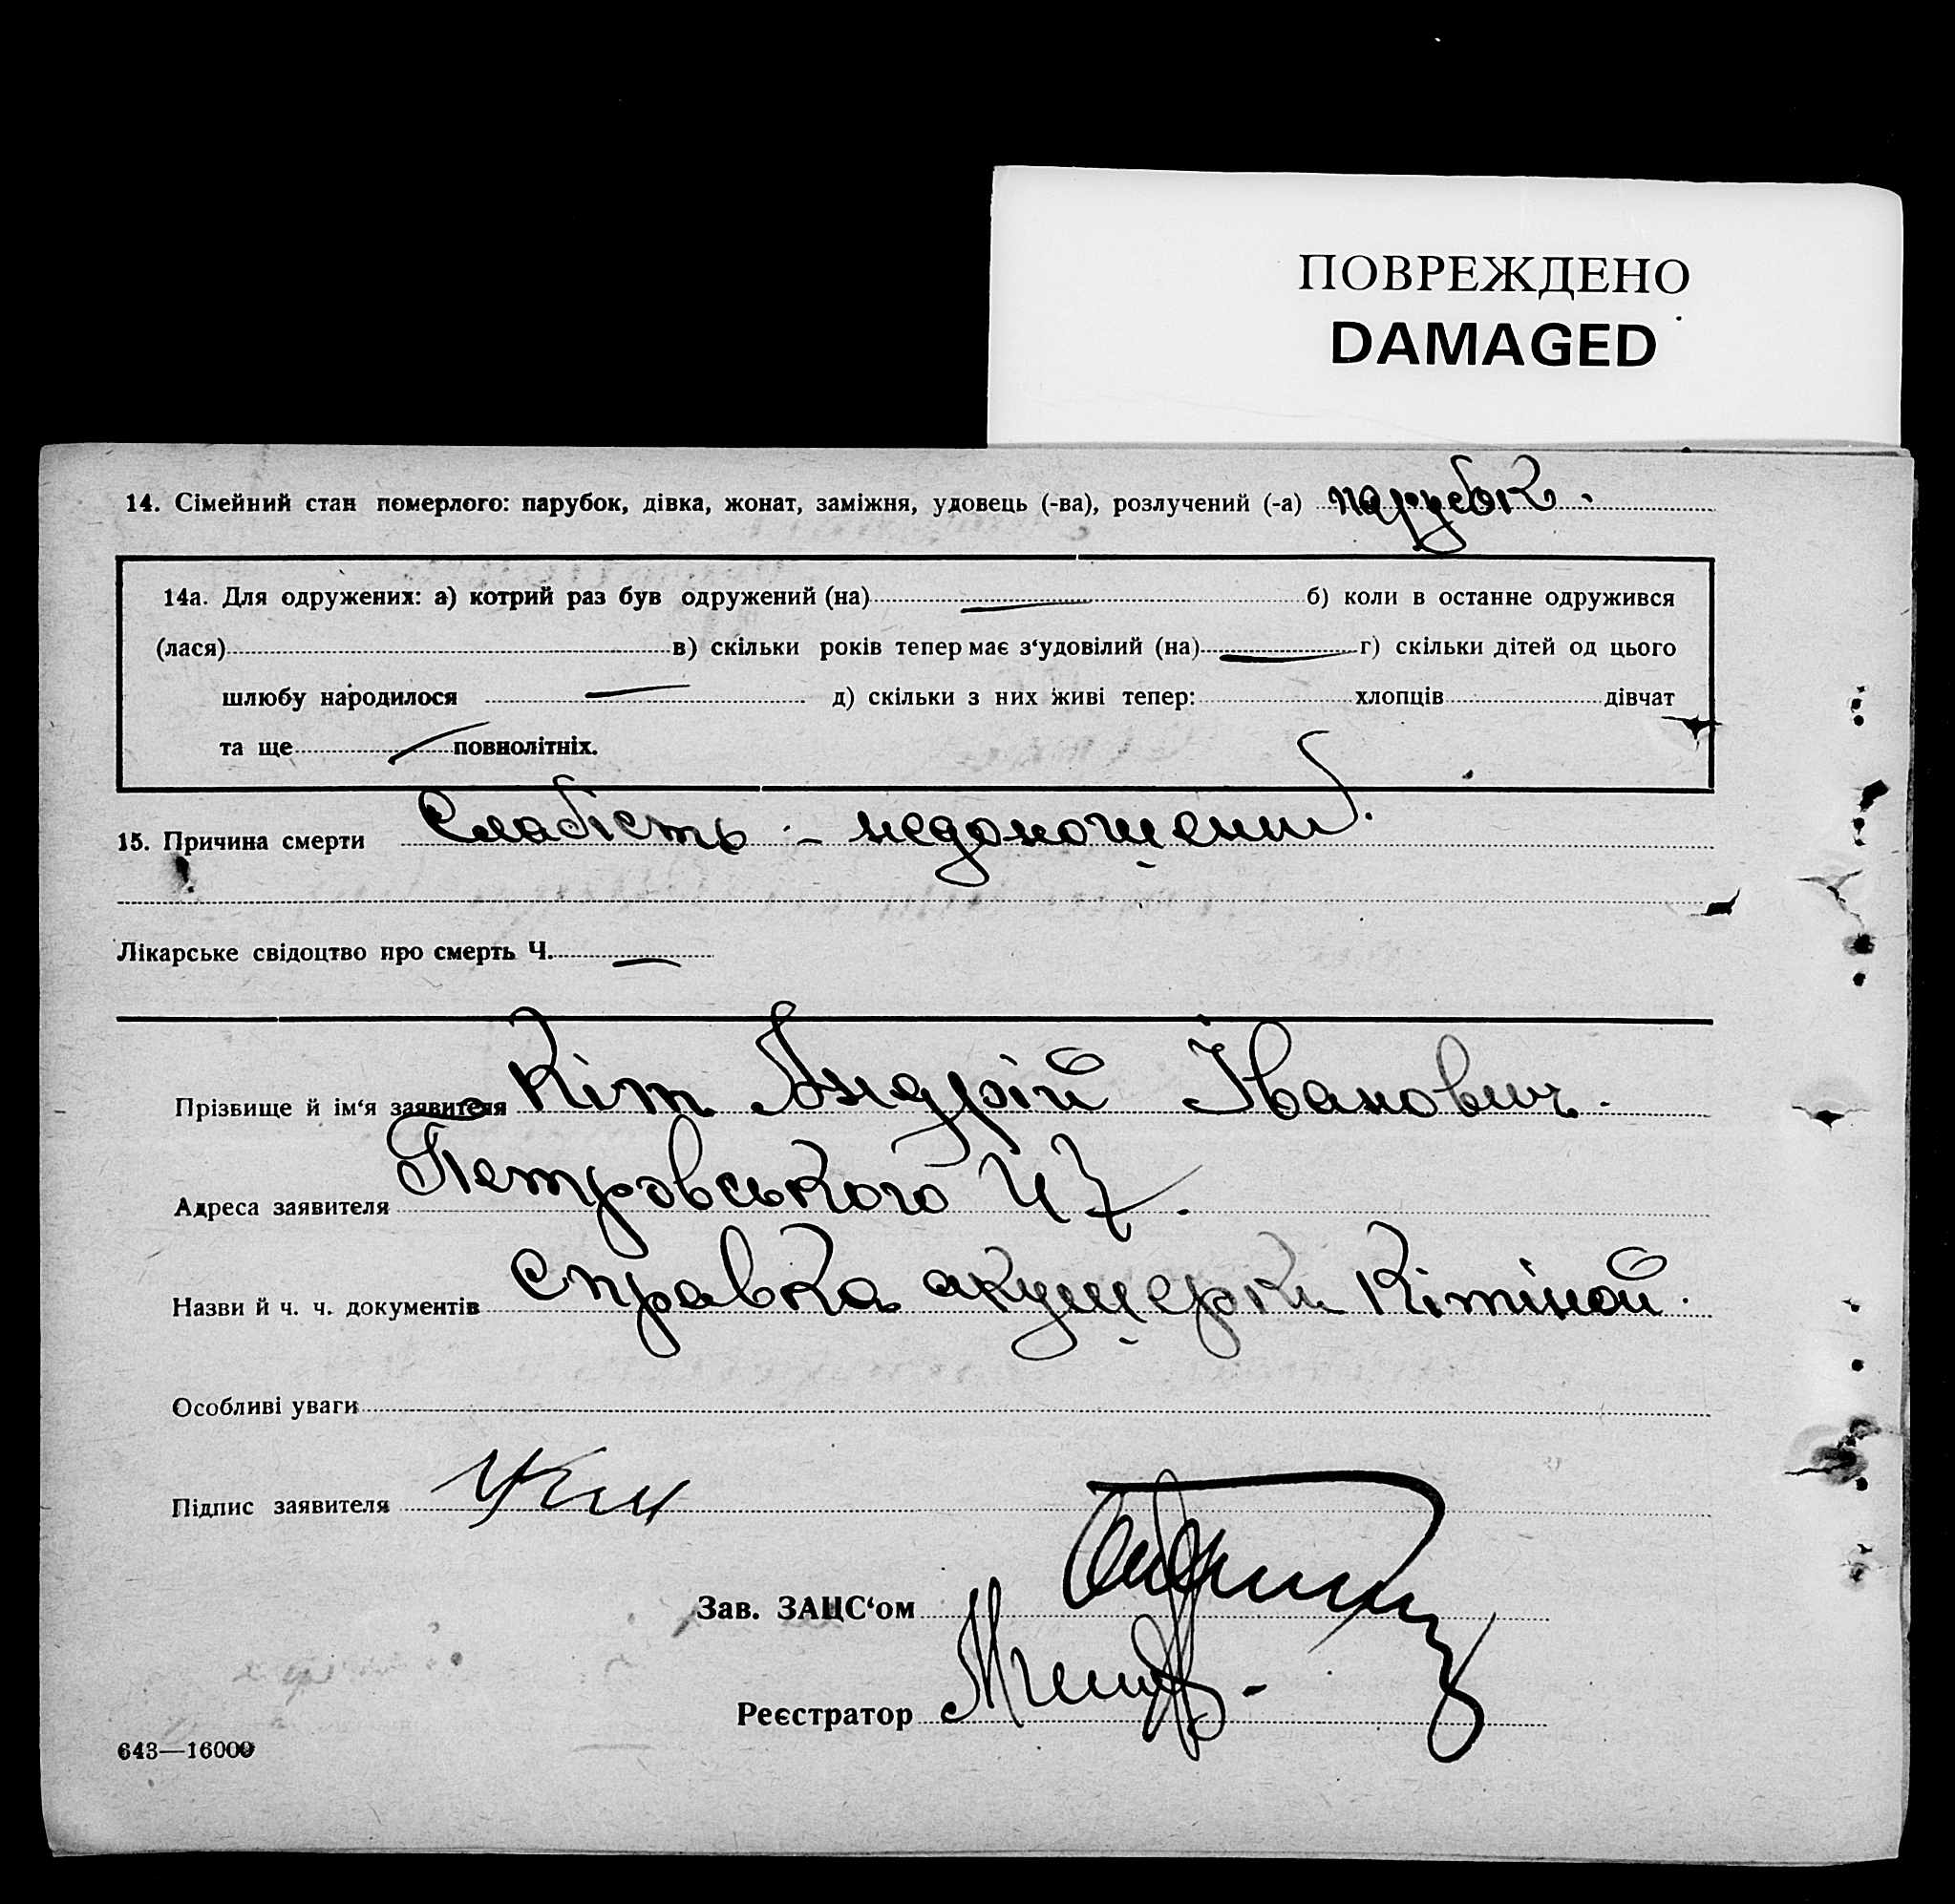 ПОВРЕЖДЕНО
DAMAGED
14. Сімейний стан померлого: парубок, дівка, жонат, заміжня, удовець (-ва), розлучений (-а) парубок.
14а. Для одружених: а) котрий раз був одружений (на) — б) коли в останне одружився
(лася) в) скільки років тепер має з‘удовілий (на) — г) скільки дітей од цього
шлюбу народилося — д) скільки з них живі тепер: хлопців дівчат
та ще — повнолітніх.
15. Причина смерти Слабість - недоношений.
Лікарське свідоцтво про смерть Ч. —
Прізвище й ім‘я заявителя Кіт Андрій Іванович.
Адреса заявителя Петровського Ч 7.
Назви й ч. ч. документів справка акушерки Кітіной.
Особливі уваги
Підпис заявителя
Зав. ЗАЦС‘ом
Реєстратор
643—16000